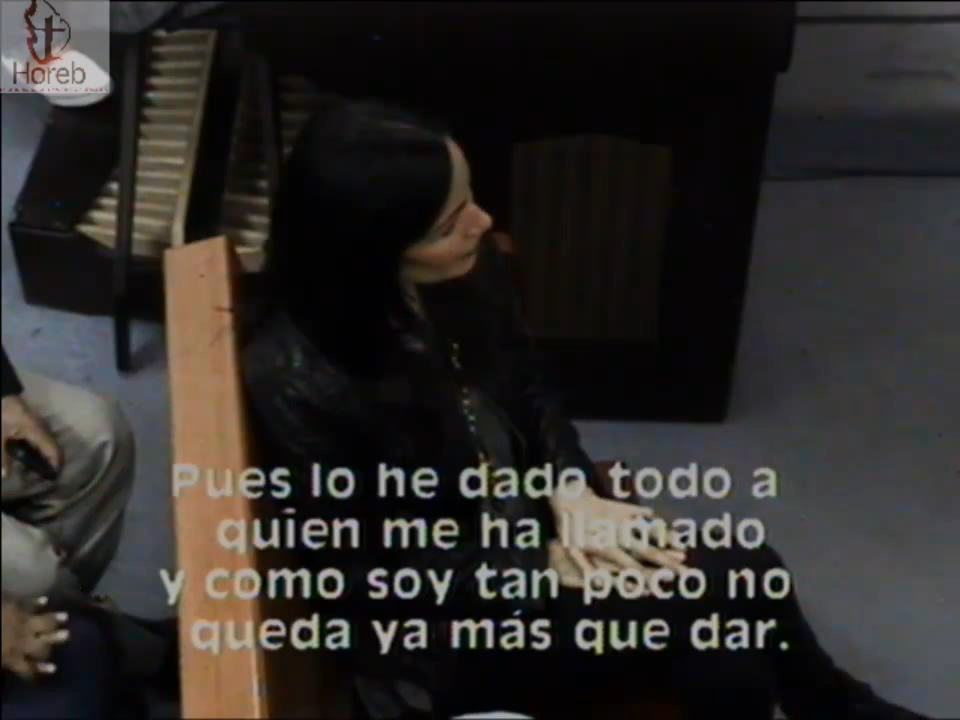 Horeb
Pues lo he dado todo a
quien me ha llamado
y como soy tan poco no
queda ya más que dar.